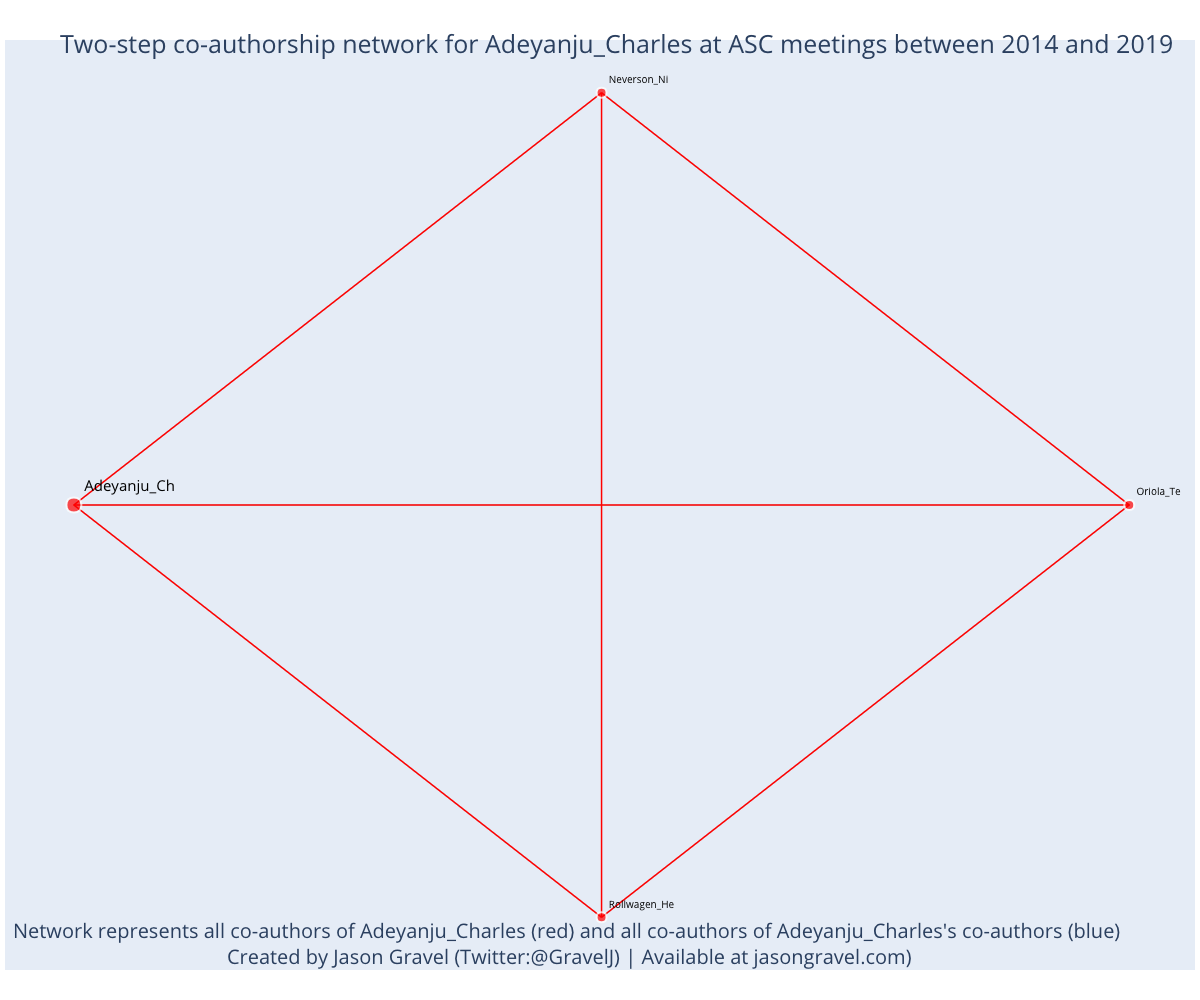 Two-step co-authorship network for Adeyanju_Charles at ASC meetings between 2014 and 2019
Neverson_Ni
Adeyanju_Ch
Oriola_Te
Rollwagen_He
Network represents all co-authors of Adeyanju_Charles (red) and all co-authors of Adeyanju_Charles's co-authors (blue)
Created by Jason Gravel (Twitter:@GravelJ) | Available at jasongravel.com)